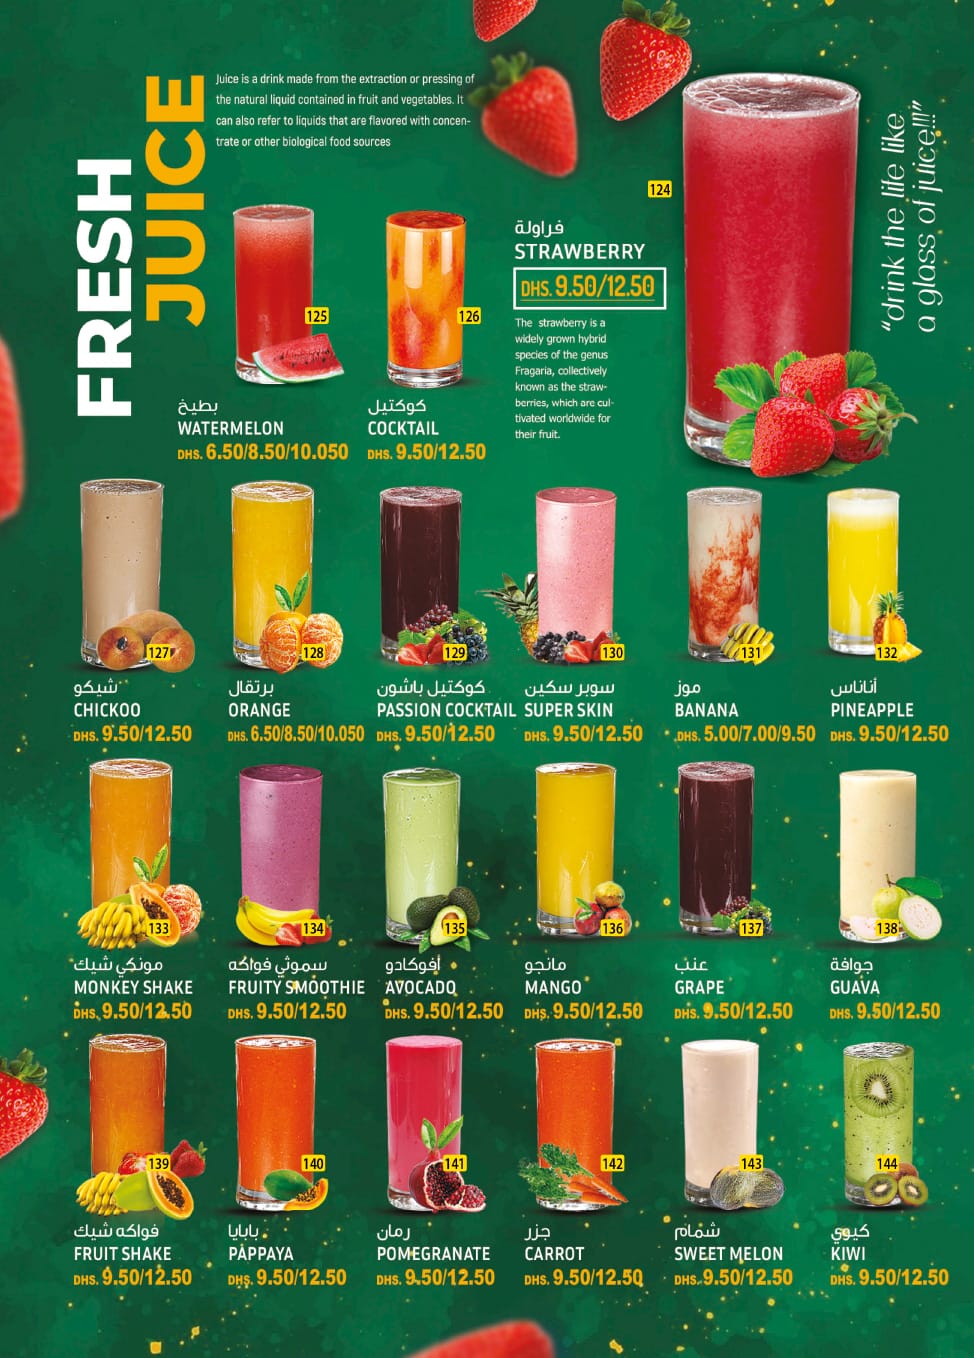 FRESH
JUICE
Juice is a drink made from the extraction or pressing of
the natural liquid contained in fruit and vegetables. It
can also refer to liquids that are flavored with concen-
trate or other biological food sources
124
فراولة
STRAWBERRY
DHS. 9.50/12.50
The strawberry is a
widely grown hybrid
species of the genus
Fragaria, collectively
known as the straw-
berries, which are cul-
tivated worldwide for
their fruit.
“drink the life like
a glass of juice!!!”
125
بطيخ
WATERMELON
DHS. 6.50/8.50/10.050
126
كوكتيل
COCKTAIL
DHS. 9.50/12.50
127
شيكو
CHICKOO
DHS. 9.50/12.50
128
برتقال
ORANGE
DHS. 6.50/8.50/10.050
129
كوكتيل باشون
PASSION COCKTAIL
DHS. 9.50/12.50
130
سوبر سكين
SUPER SKIN
DHS. 9.50/12.50
131
موز
BANANA
DHS. 5.00/7.00/9.50
132
أناناس
PINEAPPLE
DHS. 9.50/12.50
133
مونكي شيك
MONKEY SHAKE
DHS. 9.50/12.50
134
سموثي فواكه
FRUITY SMOOTHIE
DHS. 9.50/12.50
135
أفوكادو
AVOCADO
DHS. 9.50/12.50
136
مانجو
MANGO
DHS. 9.50/12.50
137
عنب
GRAPE
DHS. 9.50/12.50
138
جوافة
GUAVA
DHS. 9.50/12.50
139
فواكه شيك
FRUIT SHAKE
DHS. 9.50/12.50
140
بابايا
PAPPAYA
DHS. 9.50/12.50
141
رمان
POMEGRANATE
DHS. 9.50/12.50
142
جزر
CARROT
DHS. 9.50/12.50
143
شمام
SWEET MELON
DHS. 9.50/12.50
144
كيوي
KIWI
DHS. 9.50/12.50